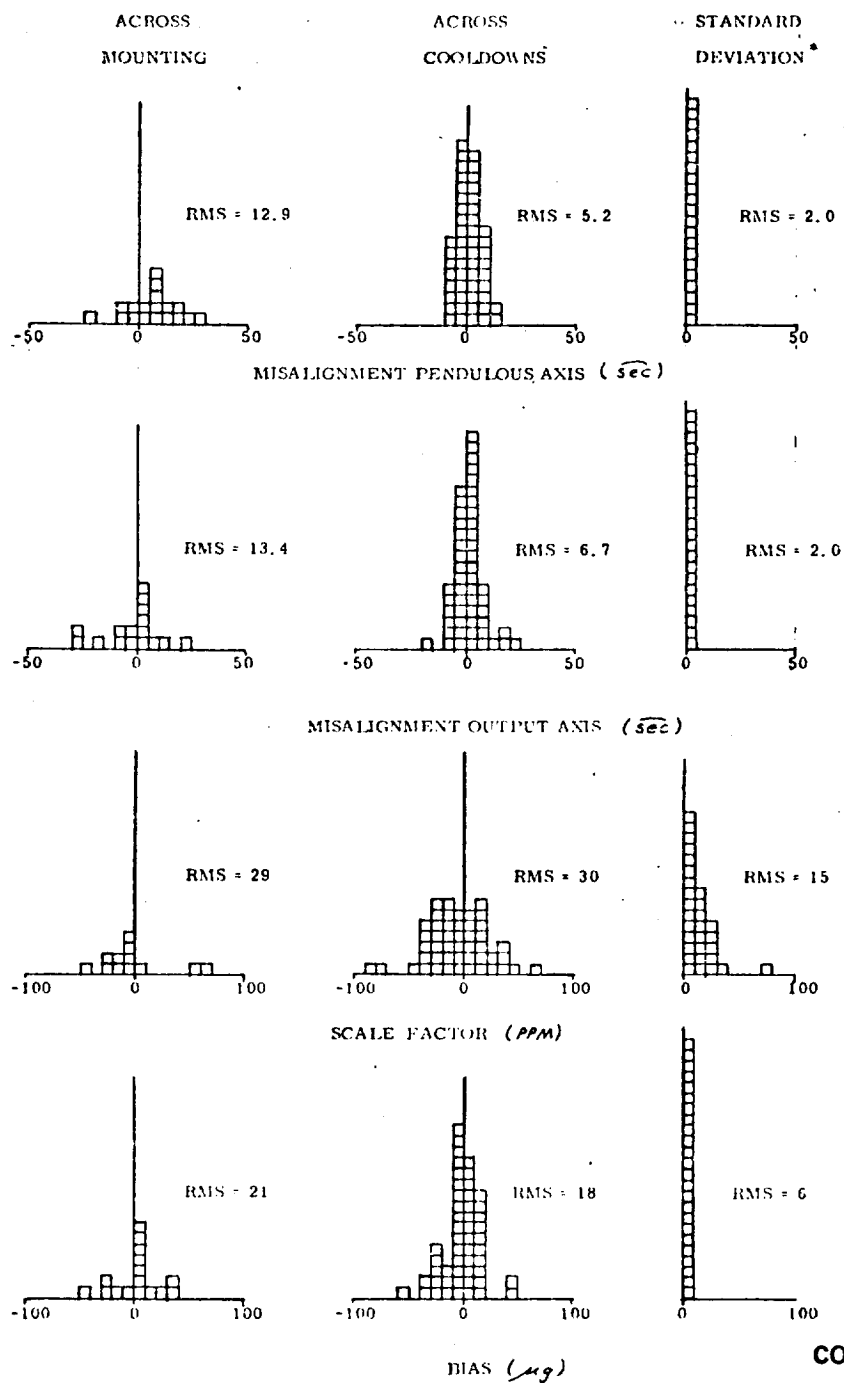 ACROSS ACROSS STANDARD
MOUNTING COOLDOWNS DEVIATION*
RMS = 12.9 RMS = 5.2 RMS = 2.0
-50 0 50 -50 0 50 0 50
MISALIGNMENT PENDULOUS AXIS (sec)
RMS = 13.4 RMS = 6.7 RMS = 2.0
-50 0 50 -50 0 50 0 50
MISALIGNMENT OUTPUT AXIS (sec)
RMS = 29 RMS = 30 RMS = 15
-100 0 100 -100 0 100 0 100
SCALE FACTOR (PPM)
RMS = 21 RMS = 18 RMS = 6
-100 0 100 -100 0 100 0 100
CO
BIAS (μg)